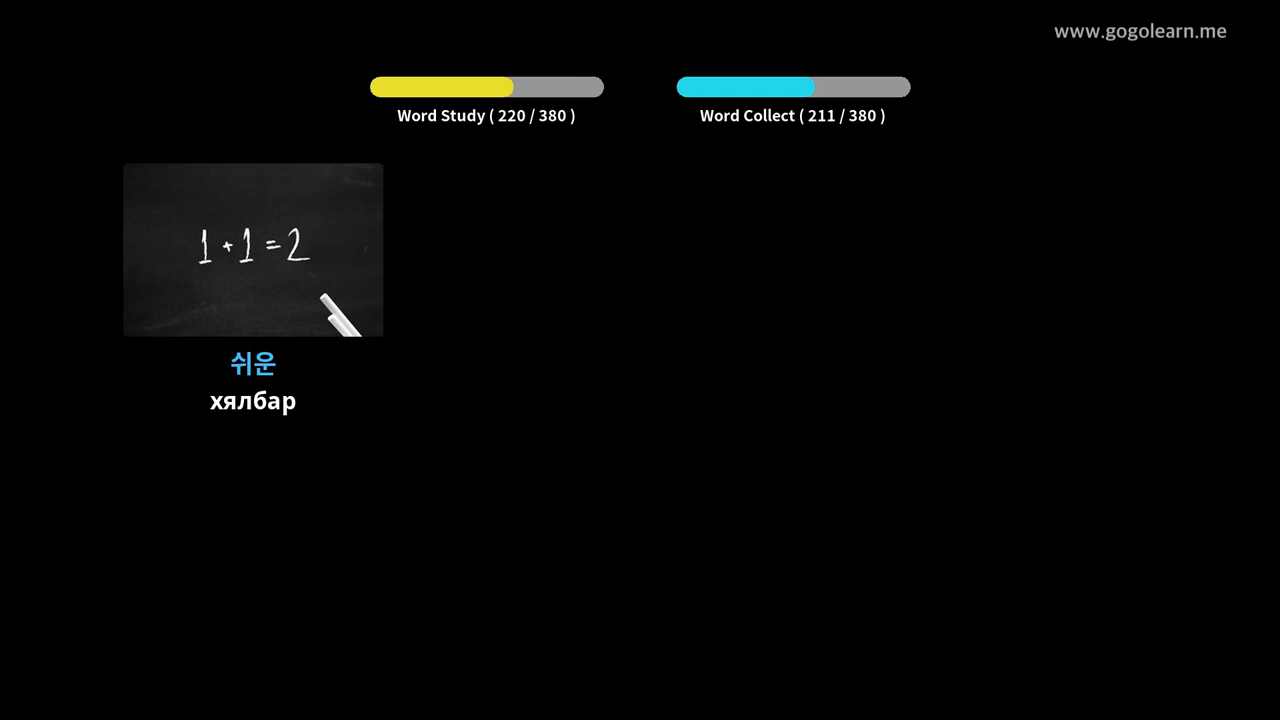 www.gogolearn.me
Word Study ( 220 / 380 )
Word Collect ( 211 / 380 )
1 + 1 = 2
쉬운
хялбар